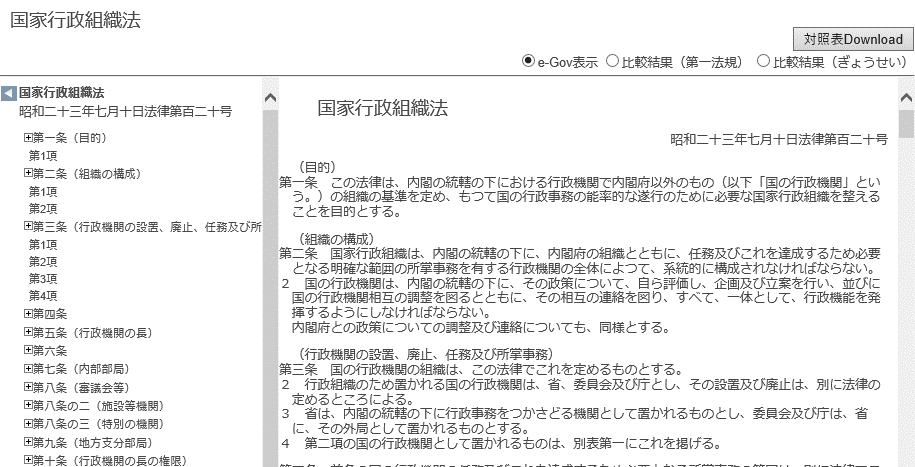 国家行政組織法
対照表Download
e-Gov表示 比較結果（第一法規） 比較結果（ぎょうせい）
国家行政組織法
昭和二十三年七月十日法律第百二十号
第一条（目的）
第1項
第二条（組織の構成）
第1項
第2項
第三条（行政機関の設置、廃止、任務及び所
第1項
第2項
第3項
第4項
第四条
第五条（行政機関の長）
第六条
第七条（内部部局）
第八条（審議会等）
第八条の二（施設等機関）
第八条の三（特別の機関）
第九条（地方支分部局）
第十条（行政機関の長の権限）
国家行政組織法
昭和二十三年七月十日法律第百二十号
（目的）
第一条　この法律は、内閣の統轄の下における行政機関で内閣府以外のもの（以下「国の行政機関」とい
う。）の組織の基準を定め、もつて国の行政事務の能率的な遂行のために必要な国家行政組織を整える
ことを目的とする。
（組織の構成）
第二条　国家行政組織は、内閣の統轄の下に、内閣府の組織とともに、任務及びこれを達成するため必要
となる明確な範囲の所掌事務を有する行政機関の全体によつて、系統的に構成されなければならない。
２　国の行政機関は、内閣の統轄の下に、その政策について、自ら評価し、企画及び立案を行い、並びに
国の行政機関相互の調整を図るとともに、その相互の連絡を図り、すべて、一体として、行政機能を発
揮するようにしなければならない。
内閣府との政策についての調整及び連絡についても、同様とする。
（行政機関の設置、廃止、任務及び所掌事務）
第三条　国の行政機関の組織は、この法律でこれを定めるものとする。
２　行政組織のため置かれる国の行政機関は、省、委員会及び庁とし、その設置及び廃止は、別に法律の
定めるところによる。
３　省は、内閣の統轄の下に行政事務をつかさどる機関として置かれるものとし、委員会及び庁は、省
に、その外局として置かれるものとする。
４　第二項の国の行政機関として置かれるものは、別表第一にこれを掲げる。